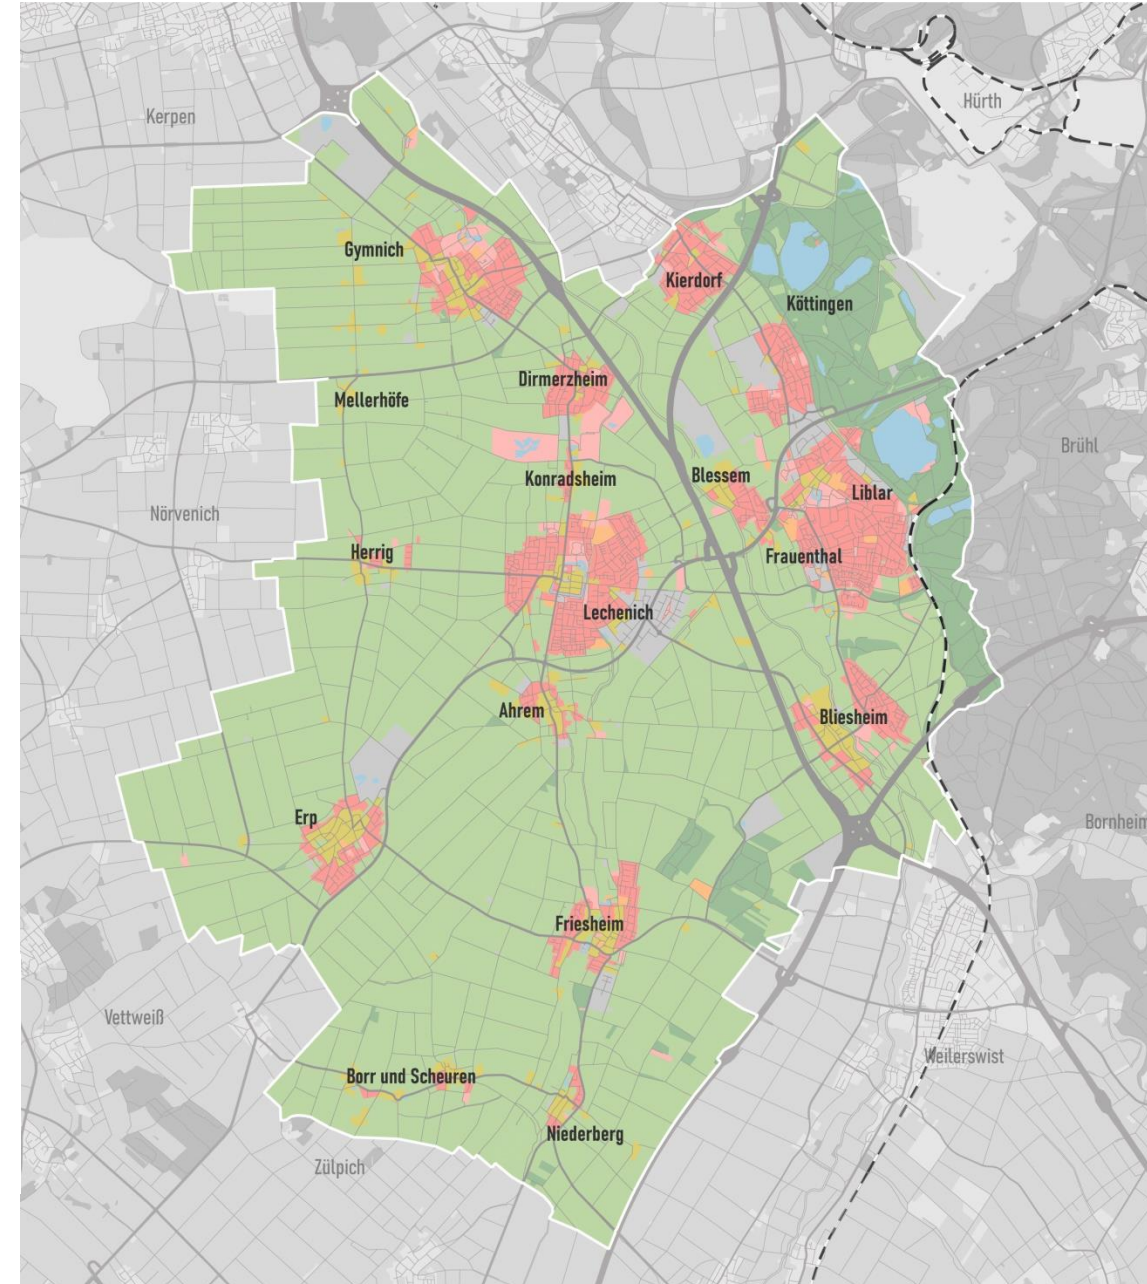 Hürth
Kerpen
Gymnich
Kierdorf
Köttingen
Dirmerzheim
Mellerhöfe
Brühl
Konradsheim
Blessem
Liblar
Nörvenich
Herrig
Frauenthal
Lechenich
Ahrem
Bliesheim
Erp
Bornheim
Friesheim
Vettweiß
Weilerswist
Borr und Scheuren
Niederberg
Zülpich